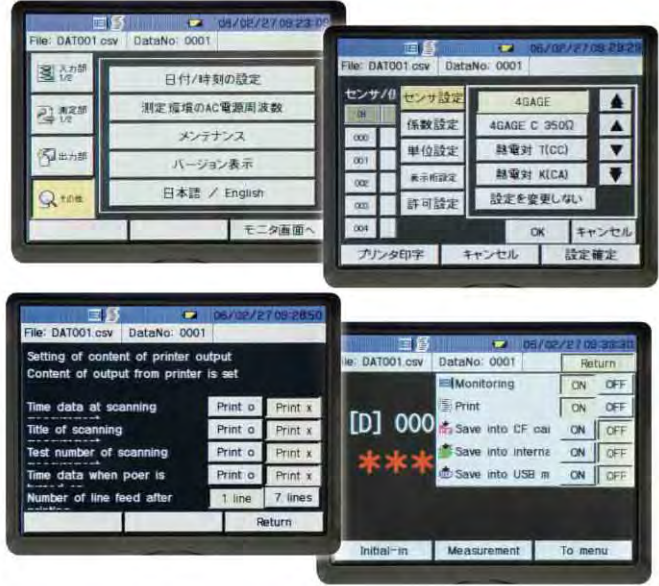 06/02/27 09:23:09
File: DAT001.csv DataNo: 0001
入力部
1/2
測定部
1/2
出力部
その他
日付/時刻の設定
測定環境のAC電源周波数
メンテナンス
バージョン表示
日本語 / English
モニタ画面へ
06/02/27 09:29:29
File: DAT001.csv DataNo: 0001
センサ/
センサ設定
係数設定
単位設定
表示桁設定
許可設定
000
001
002
003
004
4GAGE
4GAGE C 350Ω
熱電対 T(CC)
熱電対 K(CA)
設定を変更しない
OK キャンセル
プリンタ印字 キャンセル 設定確定
06/02/27 09:28:50
File: DAT001.csv DataNo: 0001
Setting of content of printer output
Content of output from printer is set
Time data at scanning Print o Print x
Title of scanning Print o Print x
Test number of scanning Print o Print x
Time data when poer is Print o Print x
Number of line feed after 1 line 7 lines
Return
06/02/27 09:33:30
ile: DAT001.csv DataNo: 0001 Return
Monitoring ON OFF
Print ON OFF
[D] 000 Save into CF car ON OFF
*** Save into interna ON OFF
Save into USB m ON OFF
Initial-in Measurement To menu